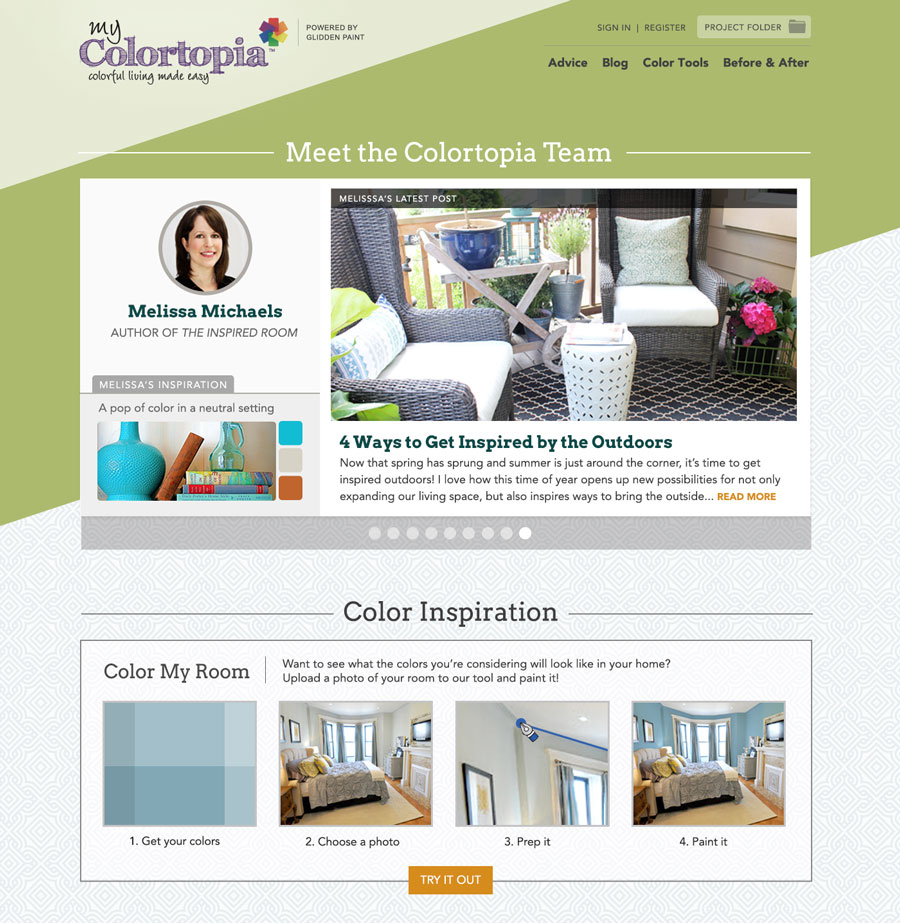 my
Colortopia™
colorful living made easy
POWERED BY
GLIDDEN PAINT
SIGN IN | REGISTER
PROJECT FOLDER
Advice Blog Color Tools Before & After
Meet the Colortopia Team
Melissa Michaels
AUTHOR OF THE INSPIRED ROOM
MELISSA'S INSPIRATION
A pop of color in a neutral setting
MELISSSA'S LATEST POST
4 Ways to Get Inspired by the Outdoors
Now that spring has sprung and summer is just around the corner, it's time to get
inspired outdoors! I love how this time of year opens up new possibilities for not only
expanding our living space, but also inspires ways to bring the outside... READ MORE
Color Inspiration
Color My Room
Want to see what the colors you're considering will look like in your home?
Upload a photo of your room to our tool and paint it!
1. Get your colors
2. Choose a photo
3. Prep it
4. Paint it
TRY IT OUT